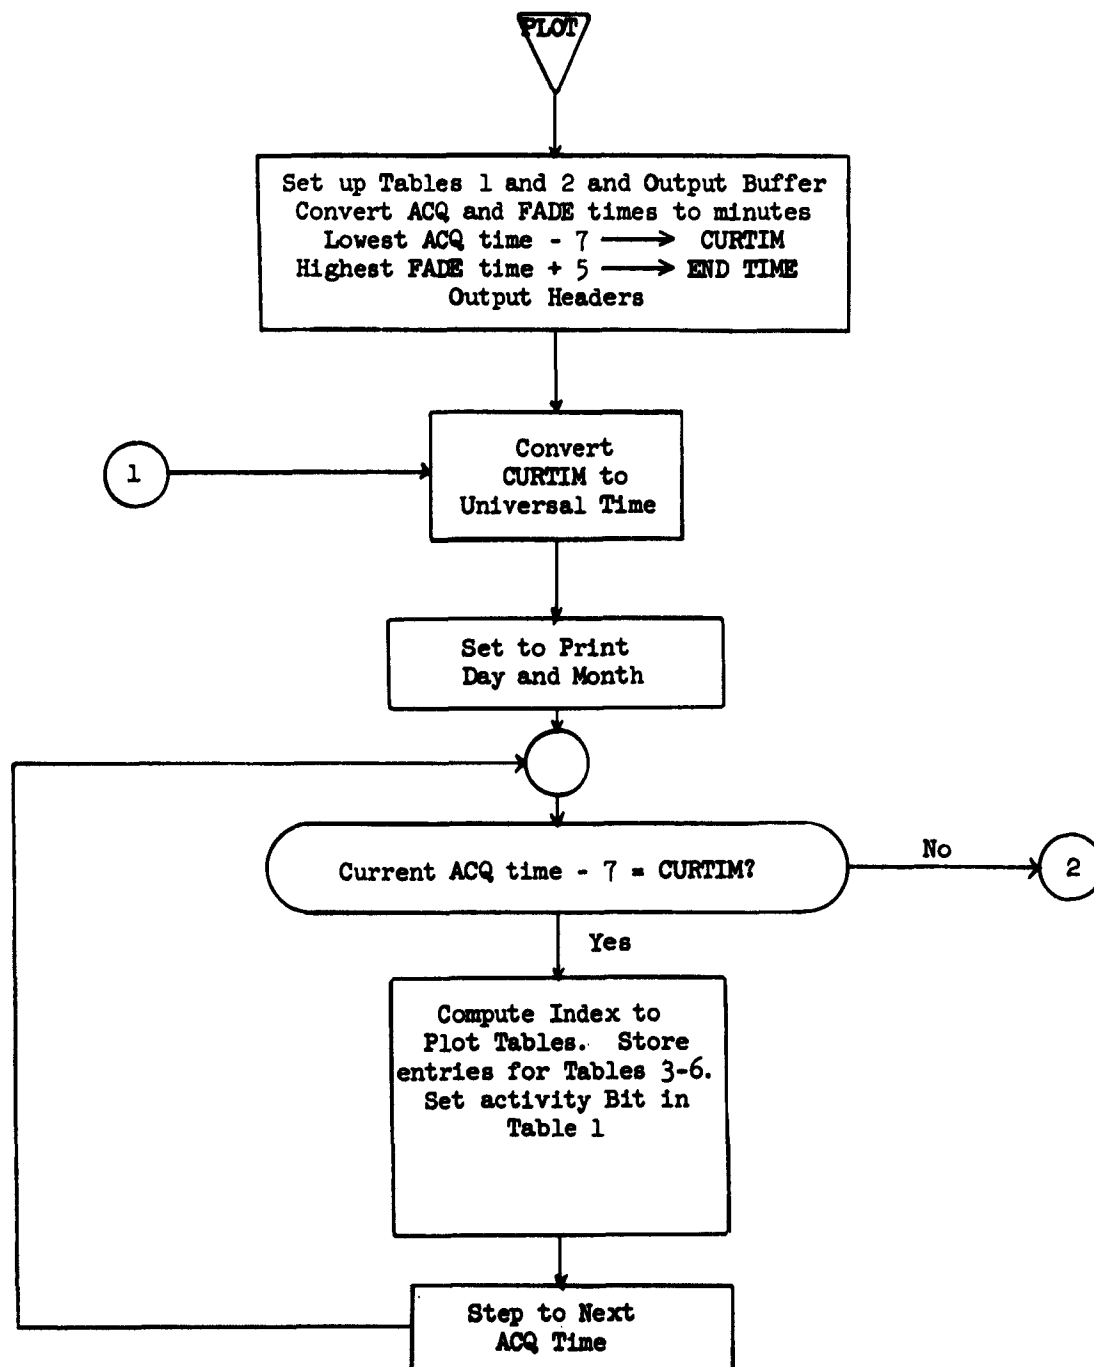 PLOT
Set up Tables 1 and 2 and Output Buffer
Convert ACQ and FADE times to minutes
Lowest ACQ time - 7 → CURTIM
Highest FADE time + 5 → END TIME
Output Headers
1
Convert
CURTIM to
Universal Time
Set to Print
Day and Month
Current ACQ time - 7 = CURTIM?
No
2
Yes
Compute Index to
Plot Tables. Store
entries for Tables 3-6.
Set activity Bit in
Table 1
Step to Next
ACQ Time